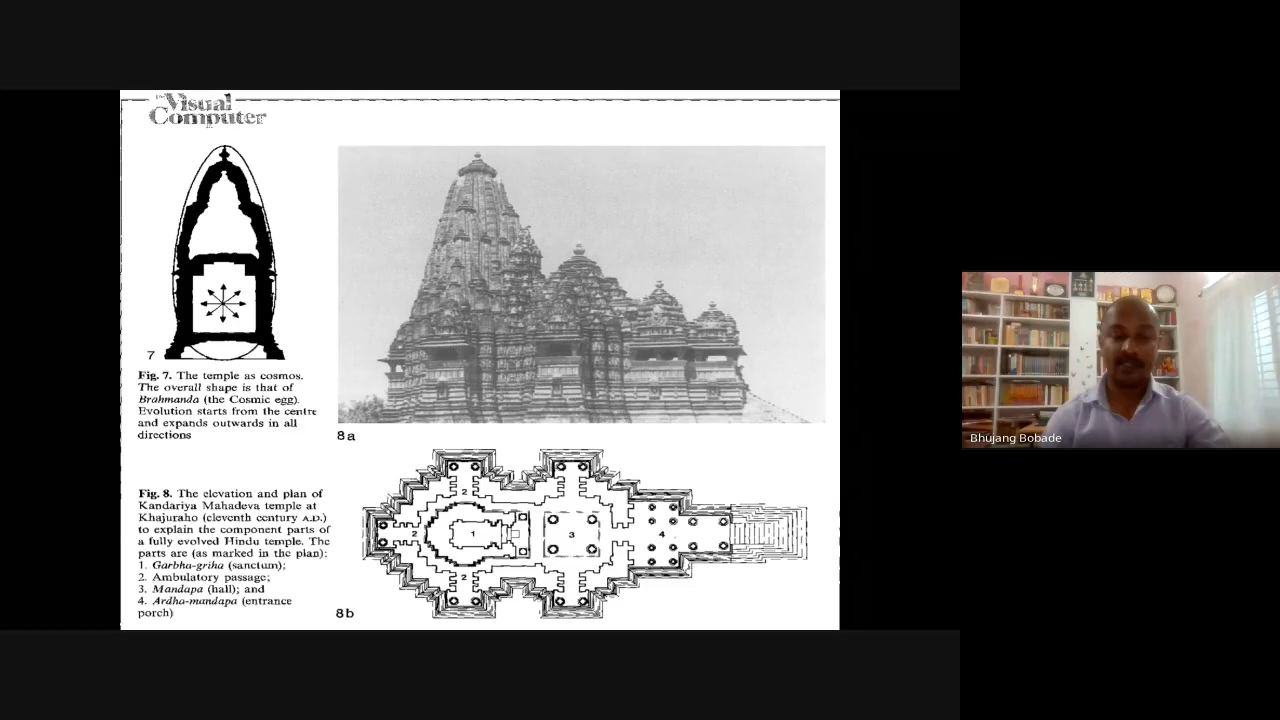 The Visual
Computer
7
Fig. 7. The temple as cosmos.
The overall shape is that of
Brahmanda (the Cosmic egg).
Evolution starts from the centre
and expands outwards in all
directions
8a
Fig. 8. The elevation and plan of
Kandariya Mahadeva temple at
Khajuraho (eleventh century A.D.)
to explain the component parts of
a fully evolved Hindu temple. The
parts are (as marked in the plan):
1. Garbha-griha (sanctum);
2. Ambulatory passage;
3. Mandapa (hall); and
4. Ardha-mandapa (entrance
porch)
2
2
1
3
4
2
8b
Bhujang Bobade